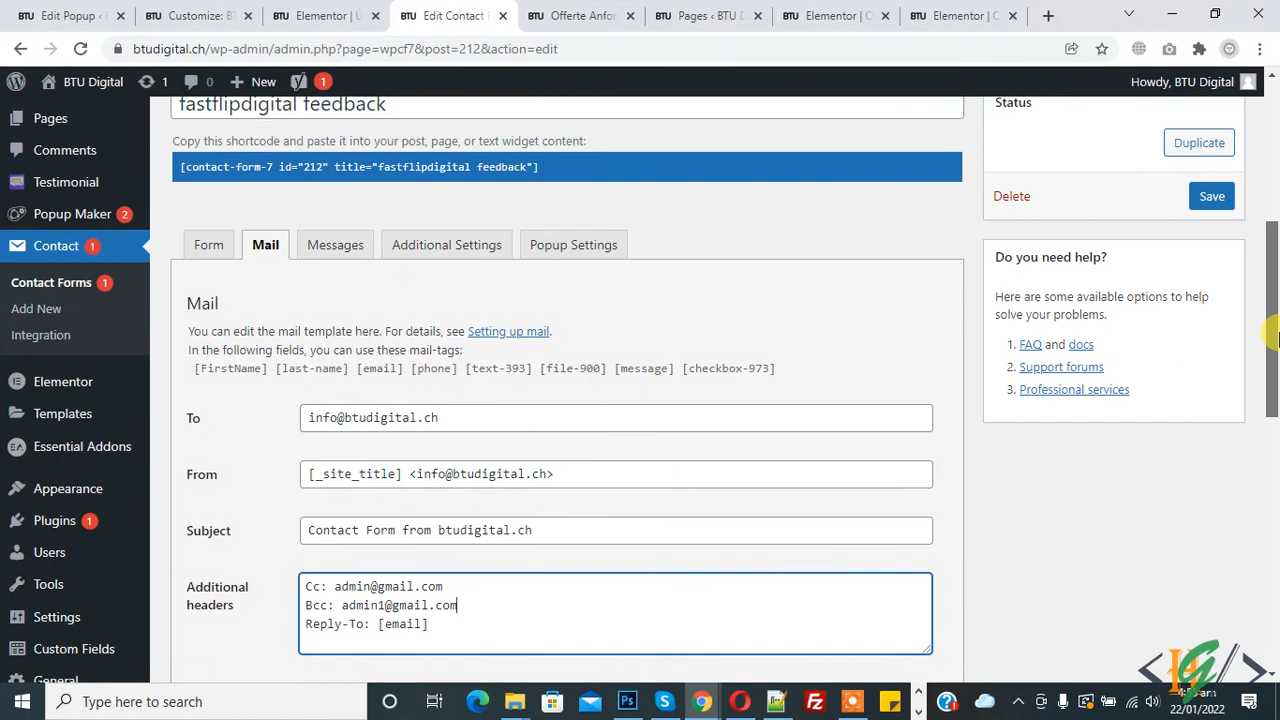 BTU Edit Popup ‹ BTU Customize: BT BTU Elementor | Ü BTU Edit Contact F BTU Offerte Anfor BTU Pages ‹ BTU D BTU Elementor | C BTU Elementor | C
btudigital.ch/wp-admin/admin.php?page=wpcf7&post=212&action=edit
BTU Digital 1 0 New 1 Howdy, BTU Digital
Pages
Comments
Testimonial
Popup Maker 2
Contact 1
Contact Forms 1
Add New
Integration
Elementor
Templates
Essential Addons
Appearance
Plugins 1
Users
Tools
Settings
Custom Fields
General
fastflipdigital feedback
Copy this shortcode and paste it into your post, page, or text widget content:
[contact-form-7 id="212" title="fastflipdigital feedback"]
Form Mail Messages Additional Settings Popup Settings
Mail
You can edit the mail template here. For details, see Setting up mail.
In the following fields, you can use these mail-tags:
[FirstName] [last-name] [email] [phone] [text-393] [file-900] [message] [checkbox-973]
To info@btudigital.ch
From [_site_title] <info@btudigital.ch>
Subject Contact Form from btudigital.ch
Additional headers
Cc: admin@gmail.com
Bcc: admin1@gmail.com
Reply-To: [email]
Status
Duplicate
Delete Save
Do you need help?
Here are some available options to help
solve your problems.
1. FAQ and docs
2. Support forums
3. Professional services
Type here to search
22/01/2022